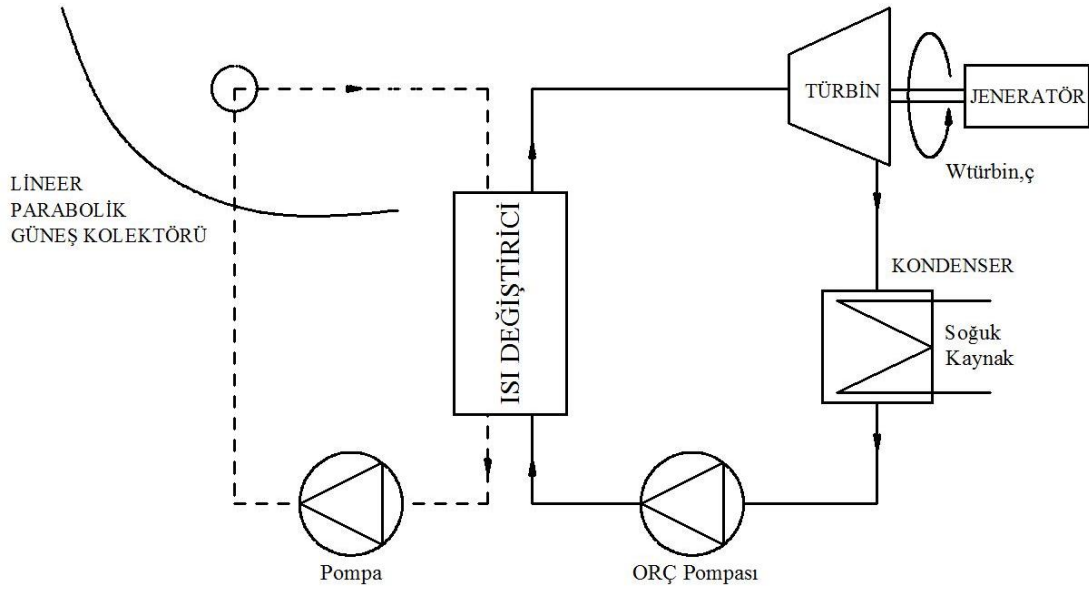 TÜRBİN
JENERATÖR
Wtürbin,ç
LİNEER
PARABOLİK
GÜNEŞ KOLEKTÖRÜ
ISI DEĞİŞTİRİCİ
KONDENSER
Soğuk
Kaynak
Pompa
ORÇ Pompası